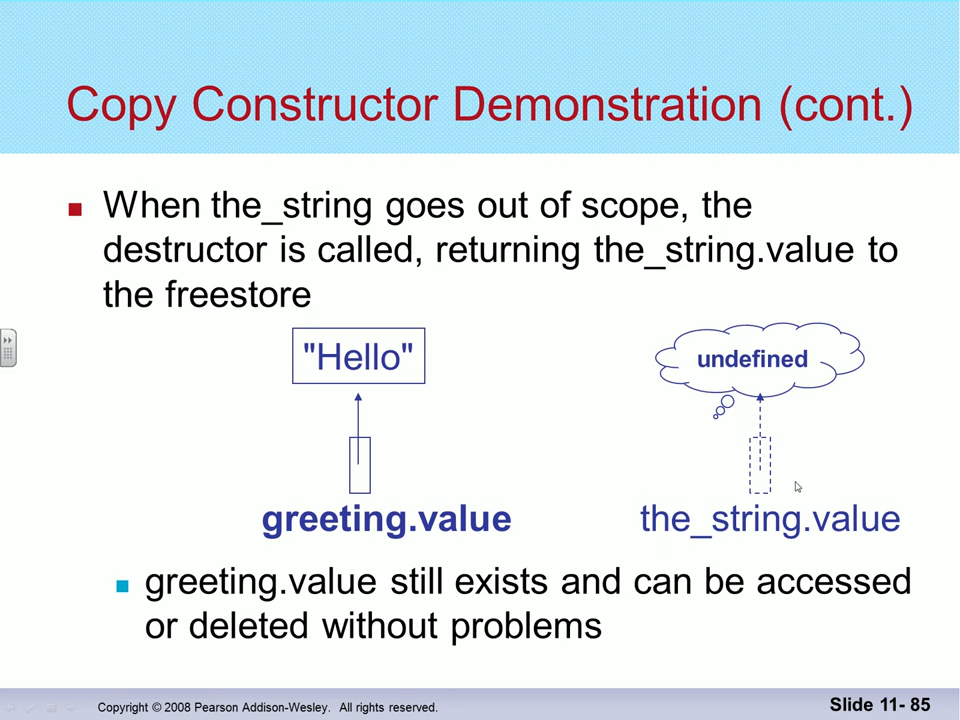 Copy Constructor Demonstration (cont.)
When the_string goes out of scope, the
destructor is called, returning the_string.value to
the freestore
"Hello"
undefined
greeting.value
the_string.value
greeting.value still exists and can be accessed
or deleted without problems
Copyright © 2008 Pearson Addison-Wesley. All rights reserved.
Slide 11- 85